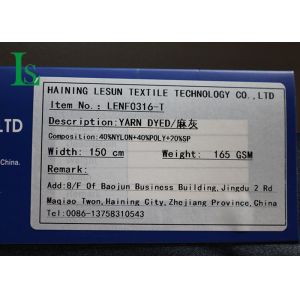 Ls
HAINING LESUN TEXTILE TECHNOLOGY CO.,LTD
Item No.: LENF0316-T
Description:YARN DYED/麻灰
Composition:40%NYLON+40%POLY+20%SP
Width: 150 cm Weight: 165 GSM
Remark:
Add:8/F Of Baojun Business Building,Jingdu 2 Rd
Maqiao Twon,Haining City,Zhejiang Province,China
Tel:0086-13758310543
LTD
China.